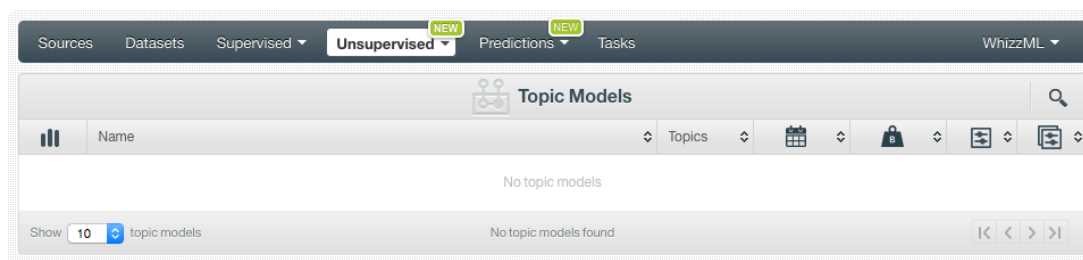 NEW NEW
Sources Datasets Supervised Unsupervised Predictions Tasks WhizzML
Topic Models
Name Topics B
No topic models
Show 10 topic models No topic models found